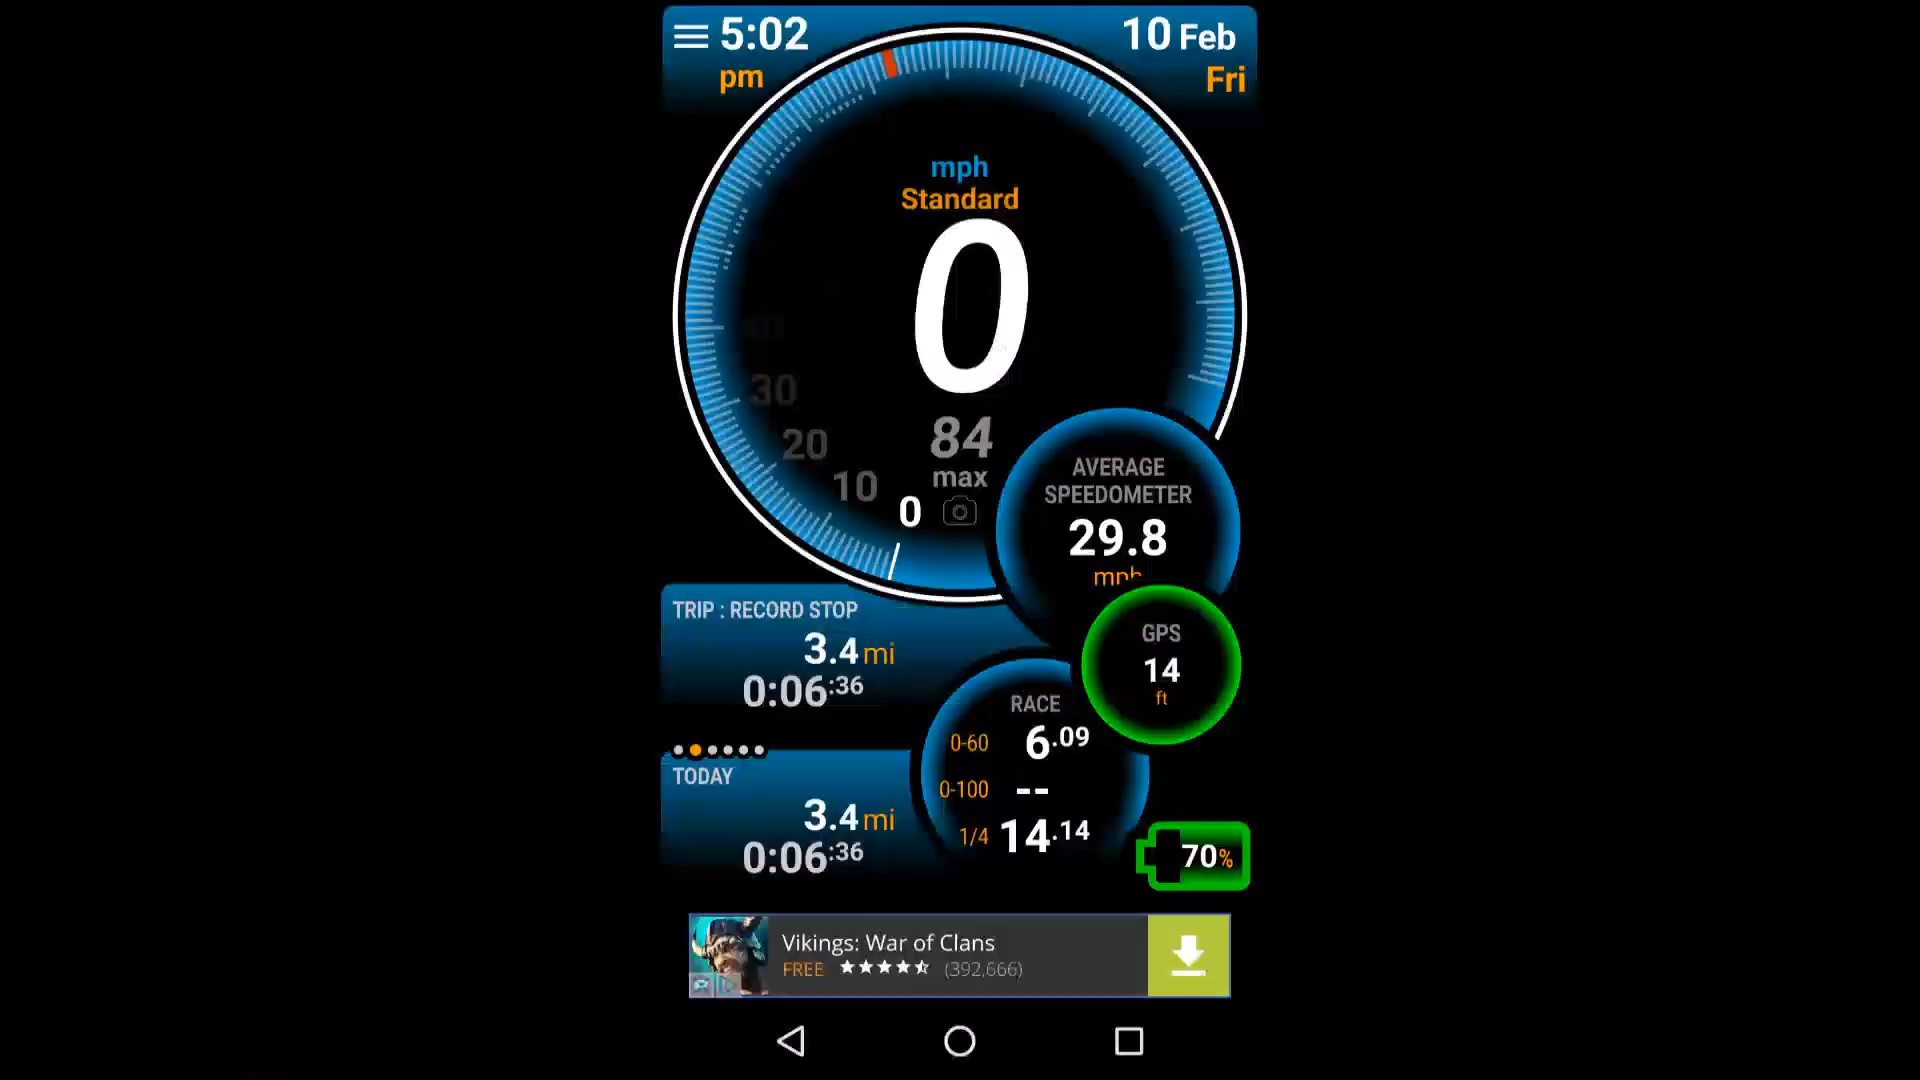 5:02
pm
10 Feb
Fri
mph
Standard
0
84
max
30
20
10
0
AVERAGE
SPEEDOMETER
29.8
mph
TRIP : RECORD STOP
3.4 mi
0:06:36
GPS
14
ft
RACE
0-60 6.09
0-100 --
1/4 14.14
TODAY
3.4 mi
0:06:36
70%
Vikings: War of Clans
FREE (392,666)